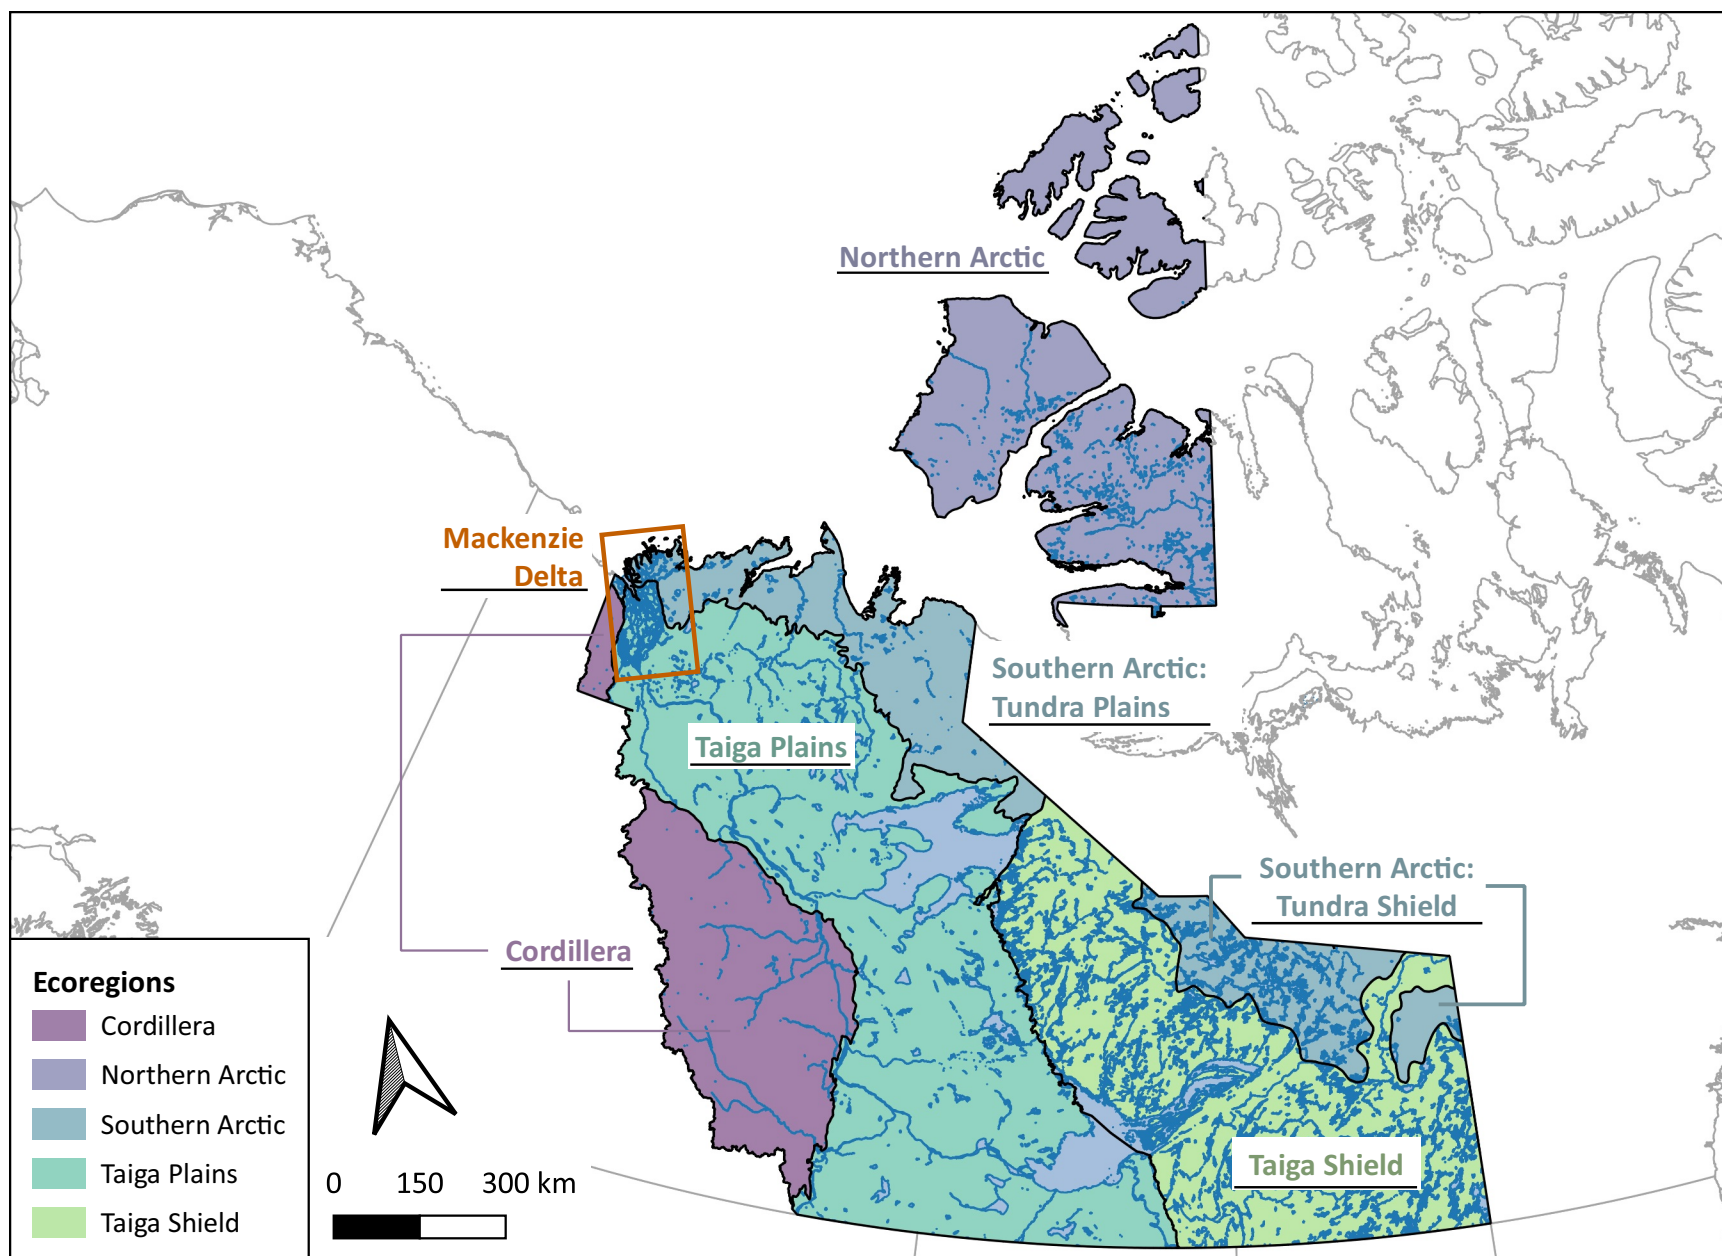 Northern Arctic
Mackenzie
Delta
Southern Arctic:
Tundra Plains
Taiga Plains
Southern Arctic:
Tundra Shield
Cordillera
Taiga Shield
Ecoregions
Cordillera
Northern Arctic
Southern Arctic
Taiga Plains
Taiga Shield
0 150 300 km